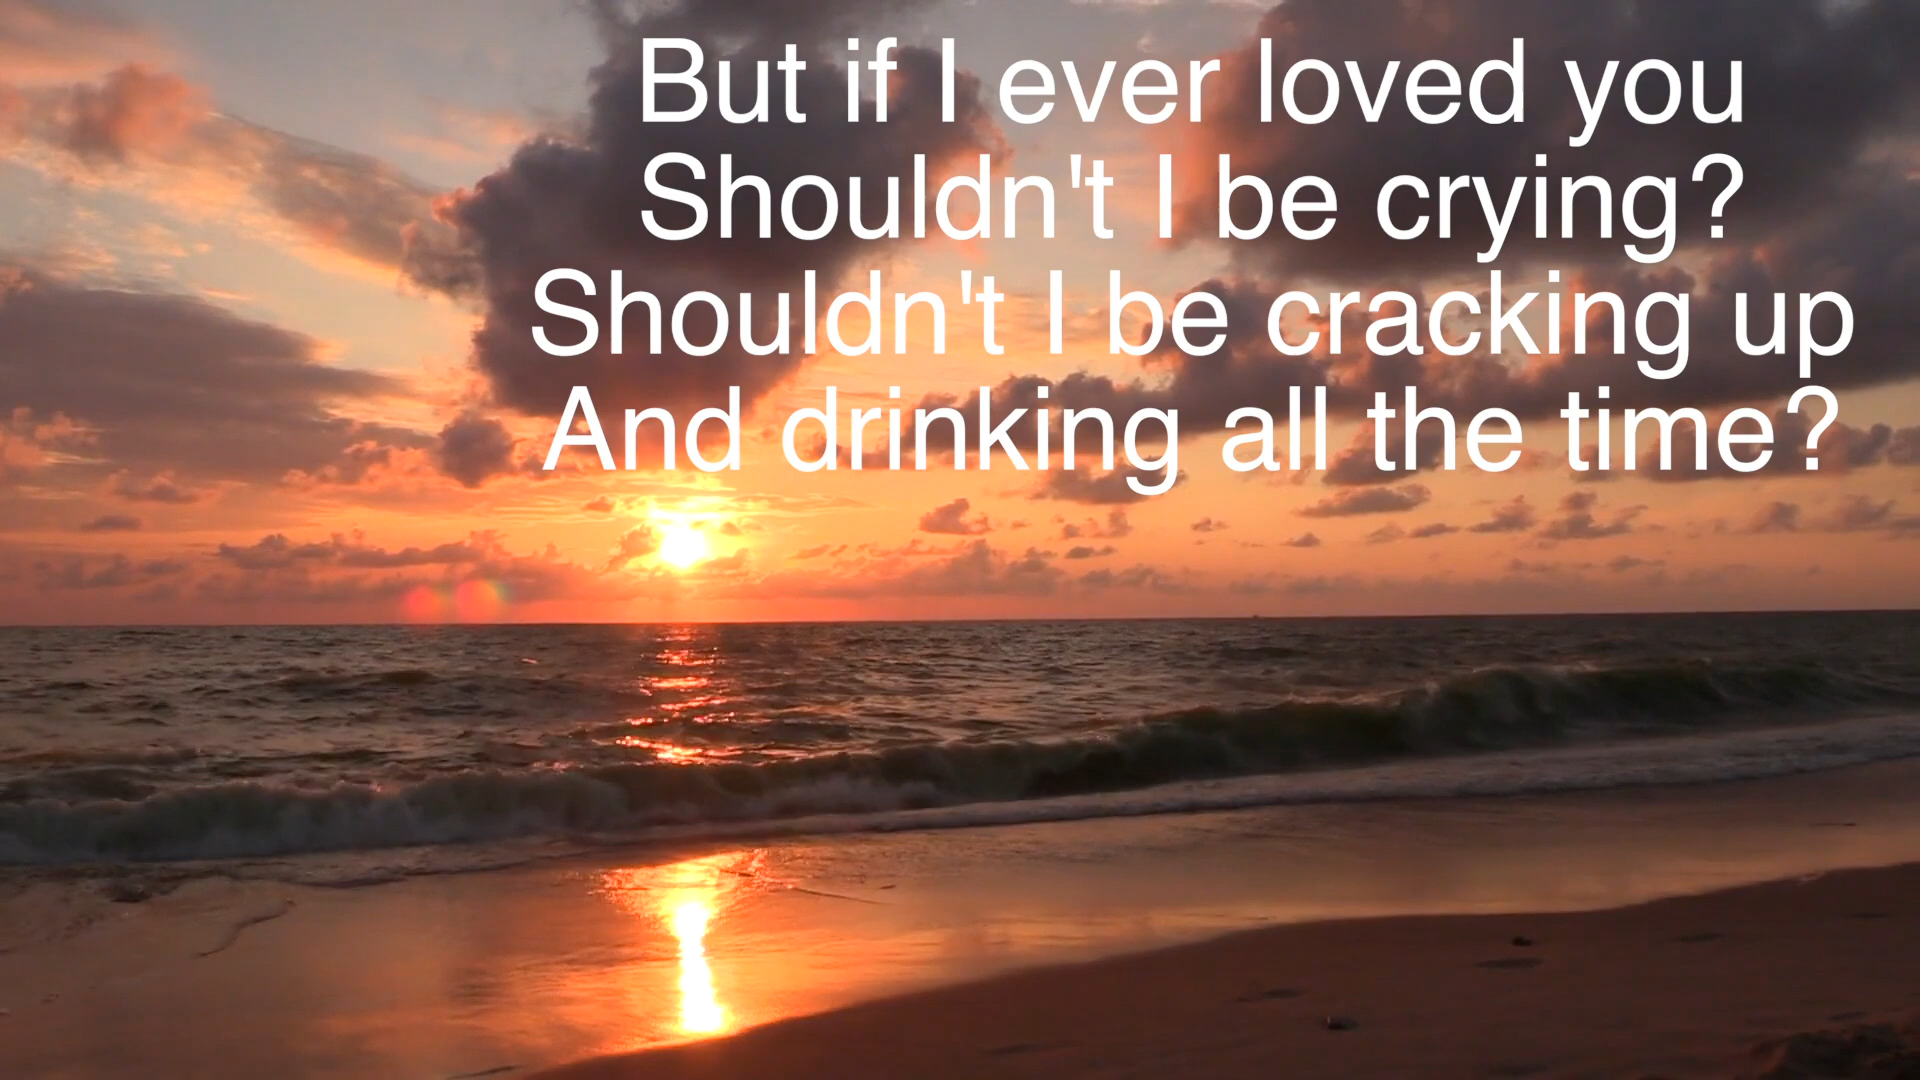 But if I ever loved you
Shouldn't I be crying?
Shouldn't I be cracking up
And drinking all the time?